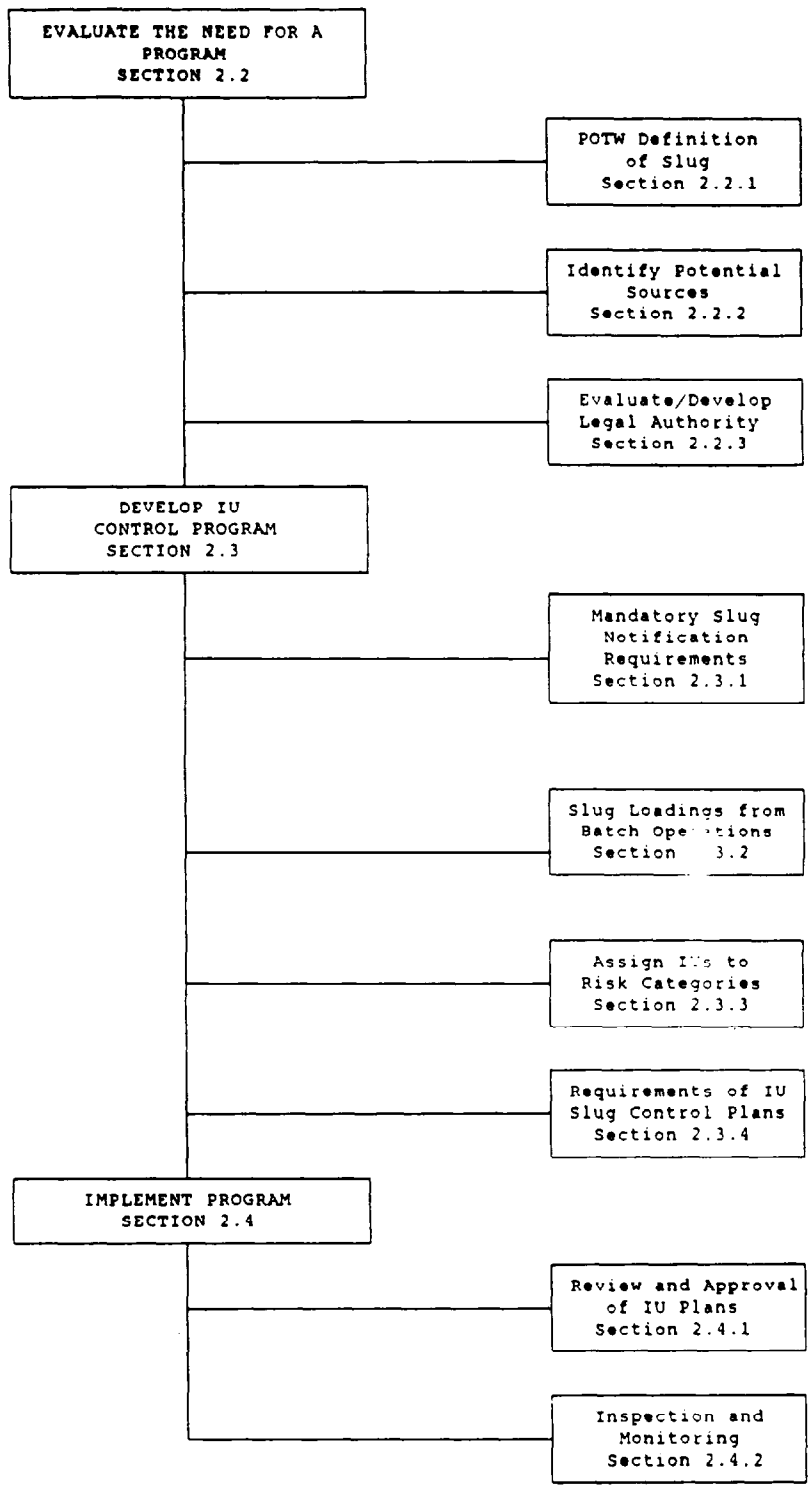 EVALUATE THE NEED FOR A
PROGRAM
SECTION 2.2
POTW Definition
of Slug
Section 2.2.1
Identify Potential
Sources
Section 2.2.2
Evaluate/Develop
Legal Authority
Section 2.2.3
DEVELOP IU
CONTROL PROGRAM
SECTION 2.3
Mandatory Slug
Notification
Requirements
Section 2.3.1
Slug Loadings from
Batch
Section 3.2
Assign IUs to
Risk Categories
Section 2.3.3
Requirements of IU
Slug Control Plans
Section 2.3.4
IMPLEMENT PROGRAM
SECTION 2.4
Review and Approval
of IU Plans
Section 2.4.1
Inspection and
Monitoring
Section 2.4.2